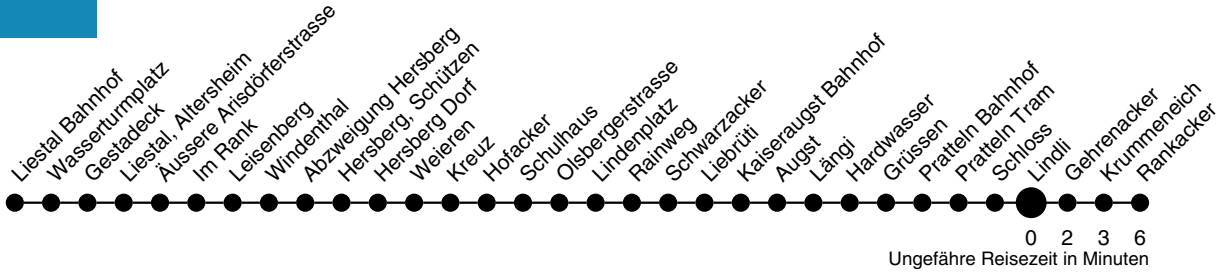 Liestal Bahnhof
Wasserturmplatz
Gestadeck
Liestal, Altersheim
Äussere Arisdörferstrasse
Im Rank
Leisenberg
Windenthal
Abzweigung Hersberg
Hersberg, Schützen
Hersberg Dorf
Weieren
Kreuz
Hofacker
Schulhaus
Olsbergerstrasse
Lindenplatz
Rainweg
Schwarzacker
Liebrüti
Kaiseraugst Bahnhof
Augst
Längi
Hardwasser
Grüssen
Pratteln Bahnhof
Pratteln Tram
Schloss
Lindli
Gehrenacker
Krummeneich
Rankacker
0 2 3 6
Ungefähre Reisezeit in Minuten